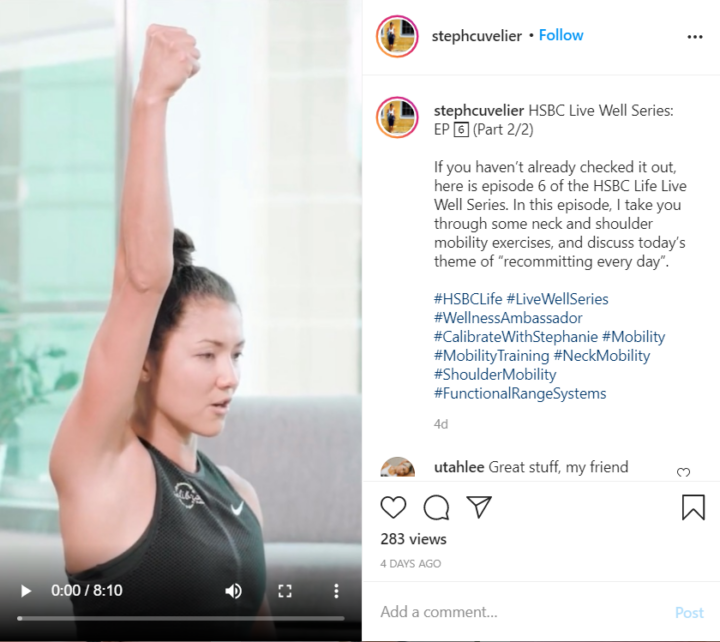 stephcuvelier • Follow
stephcuvelier HSBC Live Well Series:
EP 6 (Part 2/2)
If you haven't already checked it out,
here is episode 6 of the HSBC Life Live
Well Series. In this episode, I take you
through some neck and shoulder
mobility exercises, and discuss today's
theme of “recommitting every day”.
#HSBCLife #LiveWellSeries
#WellnessAmbassador
#CalibrateWithStephanie #Mobility
#MobilityTraining #NeckMobility
#ShoulderMobility
#FunctionalRangeSystems
4d
utahlee Great stuff, my friend
283 views
4 DAYS AGO
Add a comment... Post
0:00 / 8:10